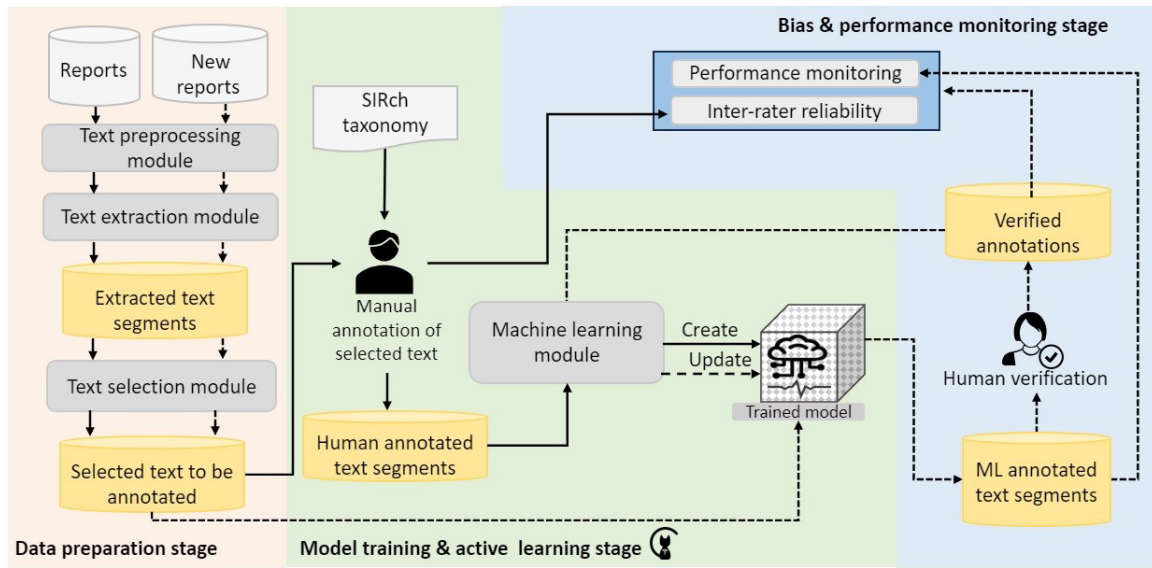 Bias & performance monitoring stage
Reports
New
reports
Text preprocessing
module
Text extraction module
Extracted text
segments
Text selection module
Selected text to be
annotated
Data preparation stage
SIRch
taxonomy
Manual
annotation of
selected text
Human annotated
text segments
Machine learning
module
Create
Update
Trained model
Model training & active learning stage
Performance monitoring
Inter-rater reliability
Verified
annotations
Human verification
ML annotated
text segments